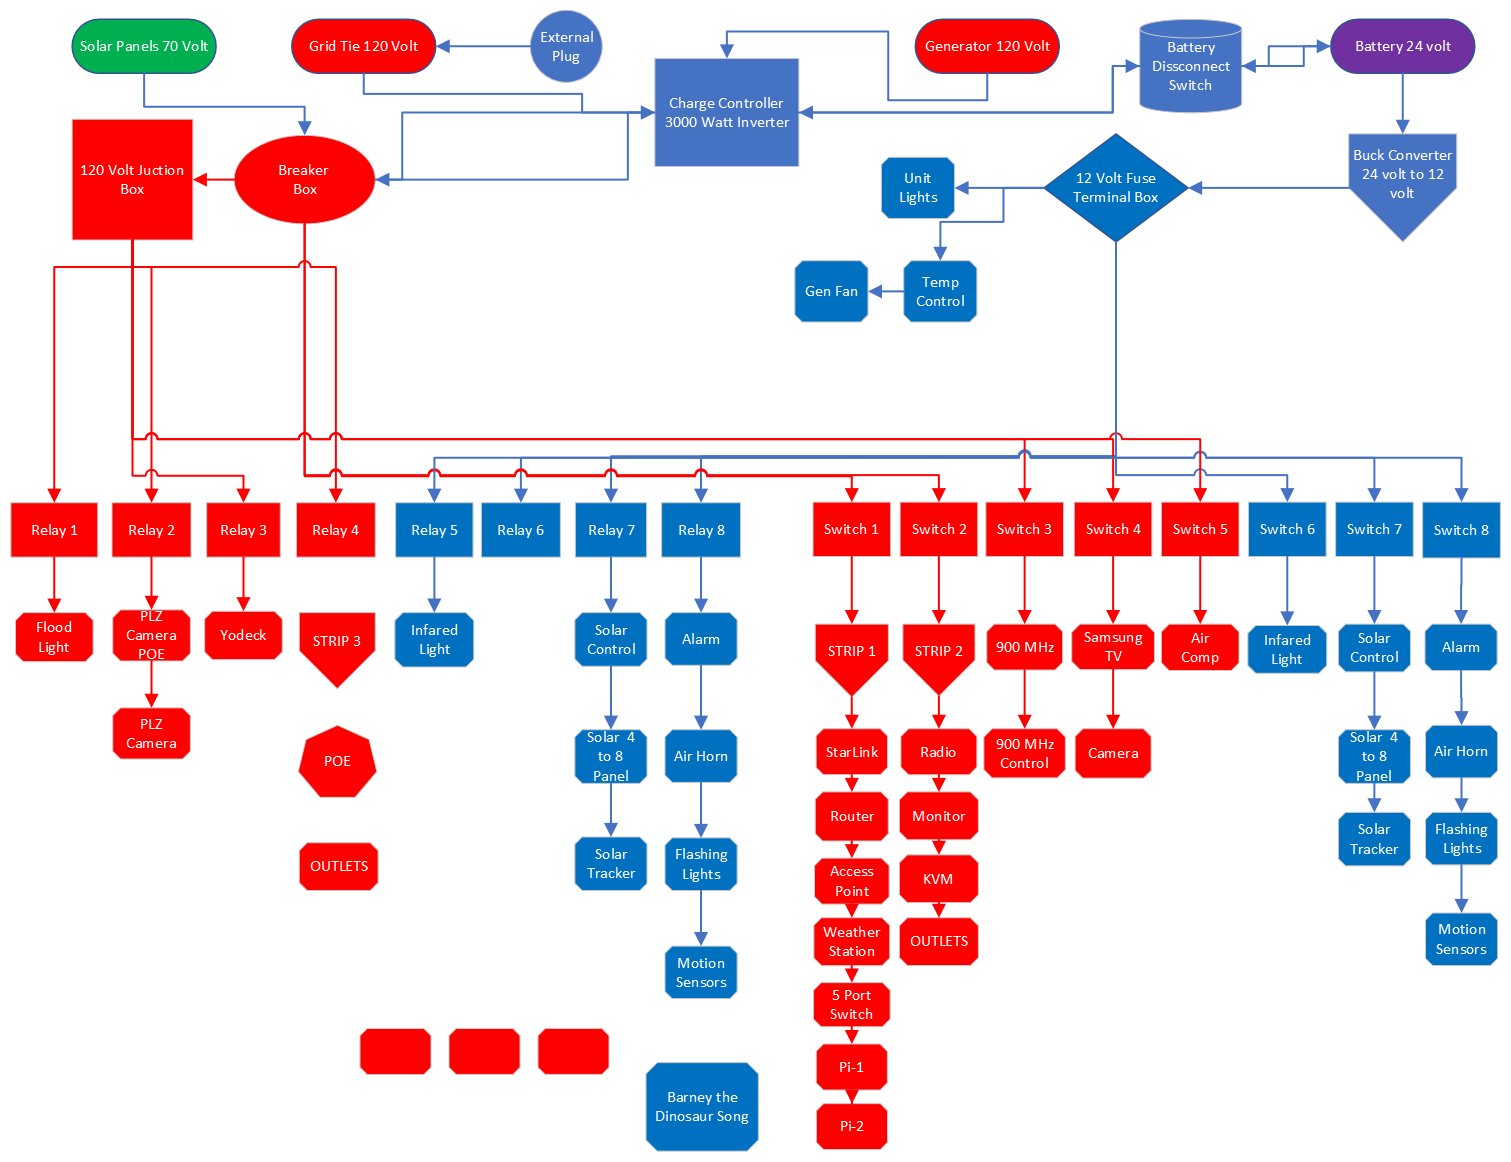 Solar Panels 70 Volt
Grid Tie 120 Volt
External
Plug
Generator 120 Volt
Battery
Dissconnect
Switch
Battery 24 volt
Charge Controller
3000 Watt Inverter
120 Volt Juction
Box
Breaker
Box
Unit
Lights
12 Volt Fuse
Terminal Box
Buck Converter
24 volt to 12
volt
Gen Fan
Temp
Control
Relay 1
Relay 2
Relay 3
Relay 4
Relay 5
Relay 6
Relay 7
Relay 8
Switch 1
Switch 2
Switch 3
Switch 4
Switch 5
Switch 6
Switch 7
Switch 8
Flood
Light
PLZ
Camera
POE
Yodeck
STRIP 3
Infared
Light
Solar
Control
Alarm
STRIP 1
STRIP 2
900 MHz
Samsung
TV
Air
Comp
Infared
Light
Solar
Control
Alarm
PLZ
Camera
POE
Solar 4
to 8
Panel
Air Horn
StarLink
Radio
900 MHz
Control
Camera
Solar 4
to 8
Panel
Air Horn
Router
Monitor
OUTLETS
Solar
Tracker
Flashing
Lights
Access
Point
KVM
Solar
Tracker
Flashing
Lights
Weather
Station
OUTLETS
Motion
Sensors
Motion
Sensors
5 Port
Switch
Pi-1
Barney the
Dinosaur Song
Pi-2